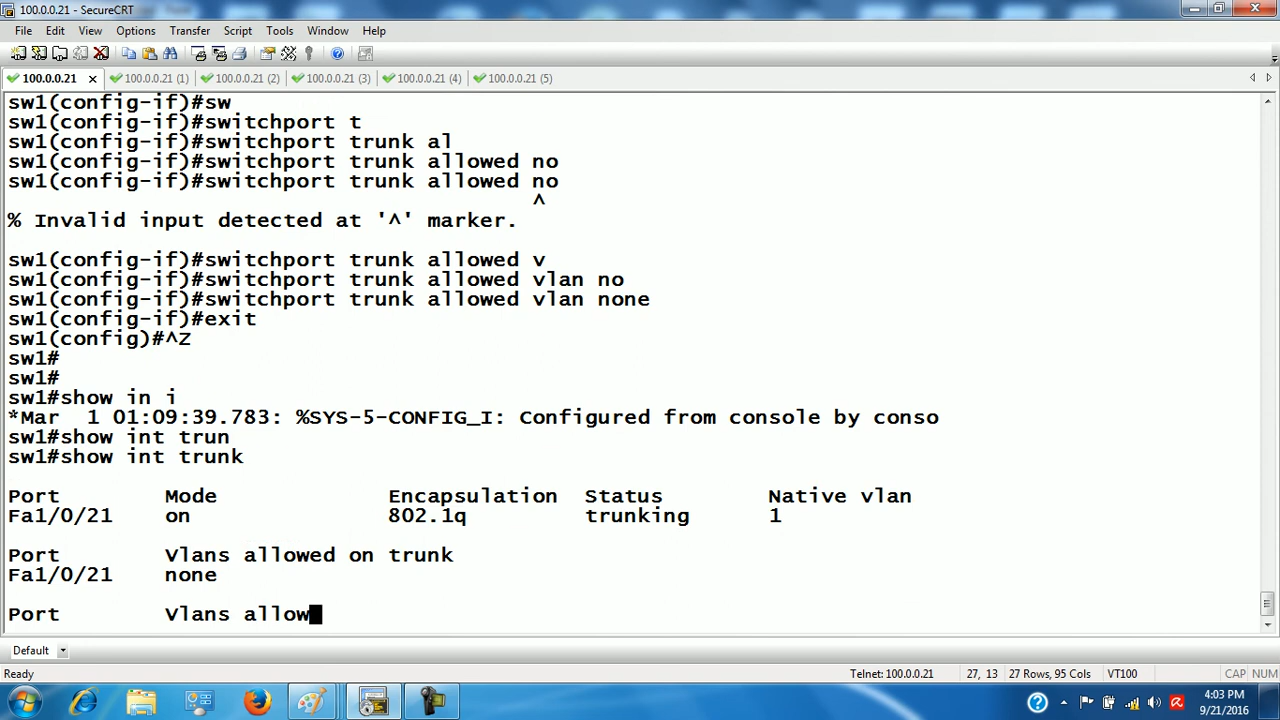 100.0.0.21 - SecureCRT
File Edit View Options Transfer Script Tools Window Help
100.0.0.21 100.0.0.21 (1) 100.0.0.21 (2) 100.0.0.21 (3) 100.0.0.21 (4) 100.0.0.21 (5)
sw1(config-if)#sw
sw1(config-if)#switchport t
sw1(config-if)#switchport trunk al
sw1(config-if)#switchport trunk allowed no
sw1(config-if)#switchport trunk allowed no
^
% Invalid input detected at '^' marker.
sw1(config-if)#switchport trunk allowed v
sw1(config-if)#switchport trunk allowed vlan no
sw1(config-if)#switchport trunk allowed vlan none
sw1(config-if)#exit
sw1(config)#^Z
sw1#
sw1#
sw1#show in i
*Mar  1 01:09:39.783: %SYS-5-CONFIG_I: Configured from console by conso
sw1#show int trun
sw1#show int trunk
Port Mode Encapsulation Status Native vlan
Fa1/0/21 on 802.1q trunking 1
Port Vlans allowed on trunk
Fa1/0/21 none
Port Vlans allow
Default
Ready Telnet: 100.0.0.21 27, 13 27 Rows, 95 Cols VT100 CAP NUM
4:03 PM
9/21/2016